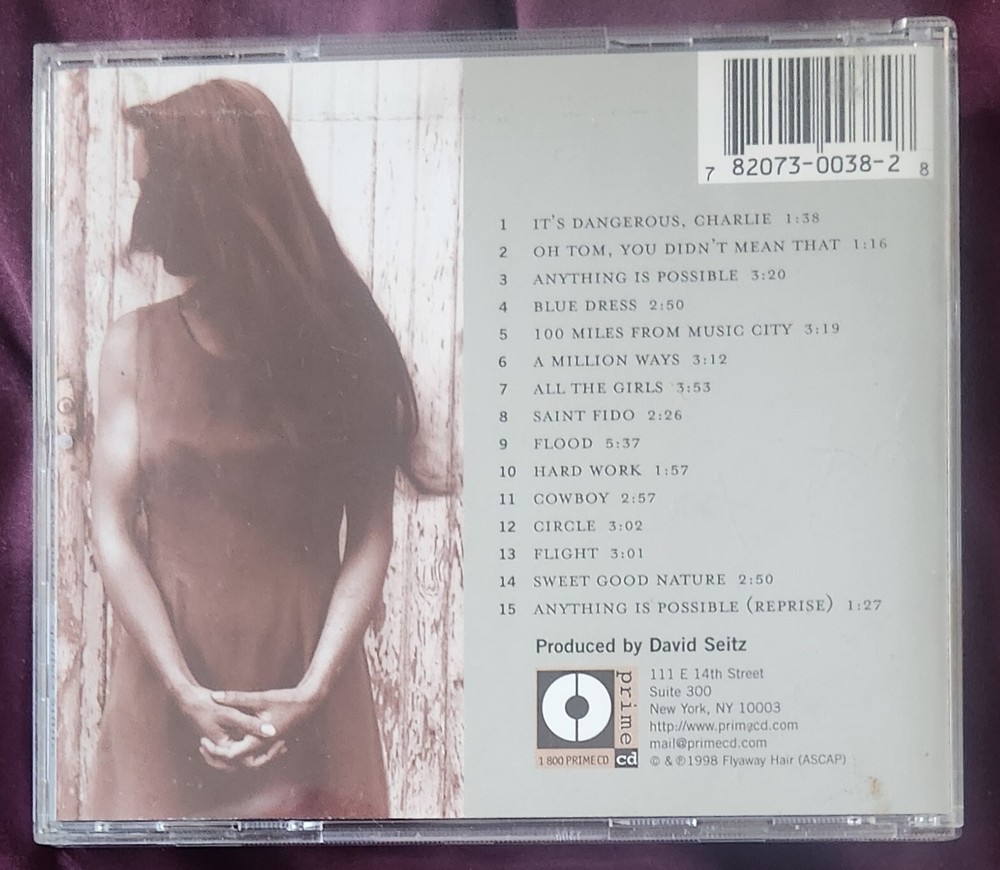 7 82073-0038-2 8
1 IT'S DANGEROUS, CHARLIE 1:38
2 OH TOM, YOU DIDN'T MEAN THAT 1:16
3 ANYTHING IS POSSIBLE 3:20
4 BLUE DRESS 2:50
5 100 MILES FROM MUSIC CITY 3:19
6 A MILLION WAYS 3:12
7 ALL THE GIRLS 3:53
8 SAINT FIDO 2:26
9 FLOOD 5:37
10 HARD WORK 1:57
11 COWBOY 2:57
12 CIRCLE 3:02
13 FLIGHT 3:01
14 SWEET GOOD NATURE 2:50
15 ANYTHING IS POSSIBLE (REPRISE) 1:27
Produced by David Seitz
prime
cd
1 800 PRIME CD
111 E 14th Street
Suite 300
New York, NY 10003
http://www.primecd.com
mail@primecd.com
© & ℗1998 Flyaway Hair (ASCAP)